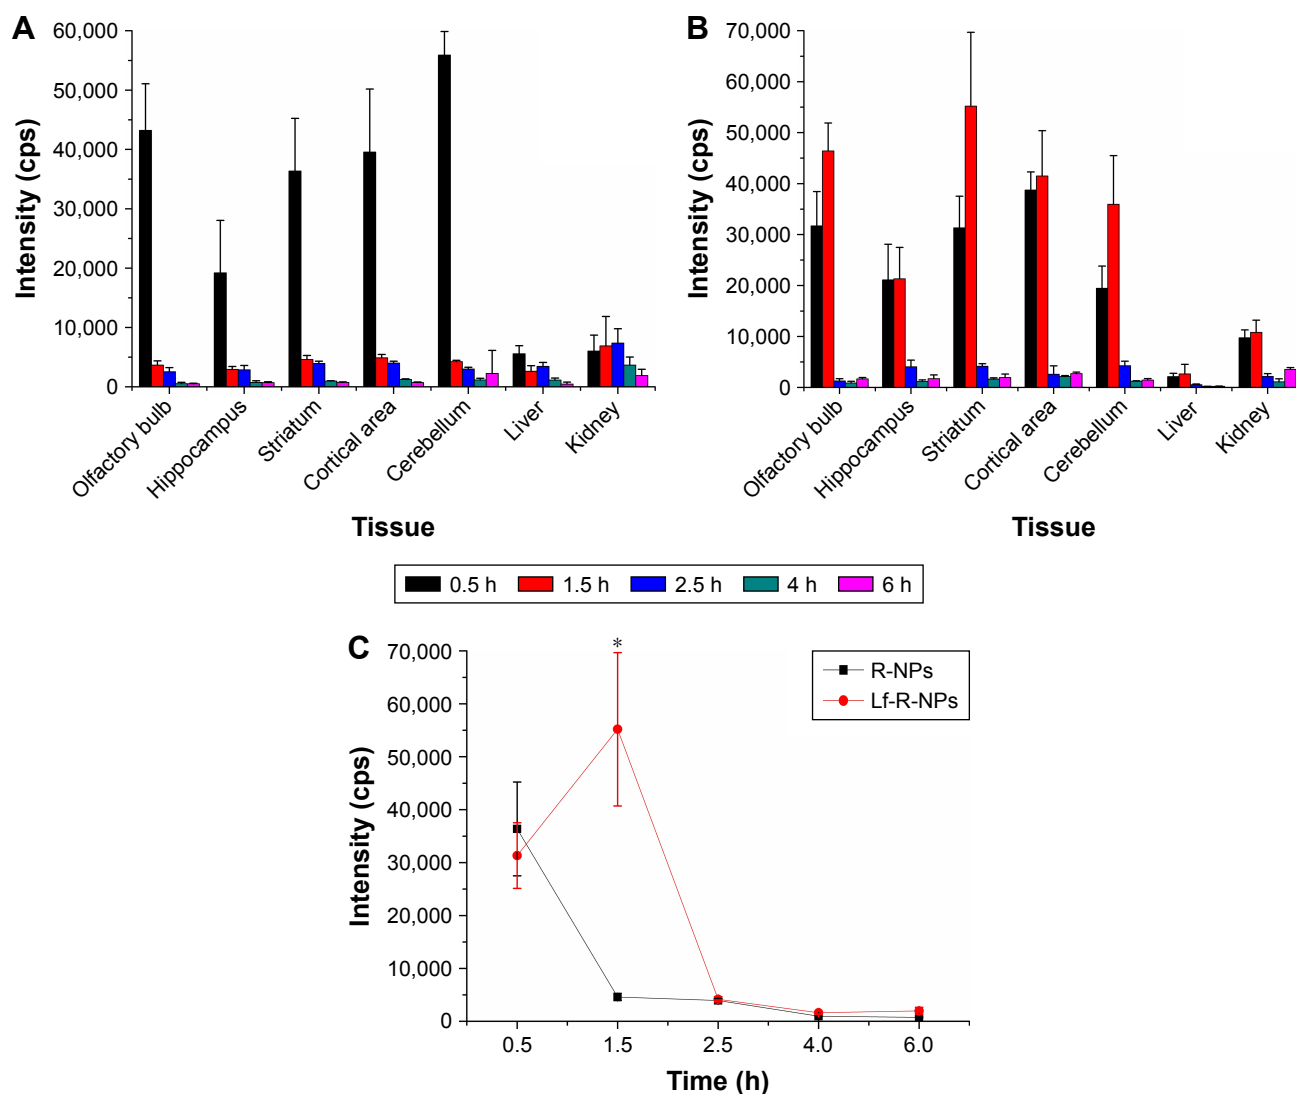 A
60,000
50,000
40,000
30,000
20,000
10,000
0
Intensity (cps)
Olfactory bulb
Hippocampus
Striatum
Cortical area
Cerebellum
Liver
Kidney
Tissue
B
70,000
60,000
50,000
40,000
30,000
20,000
10,000
0
Intensity (cps)
Olfactory bulb
Hippocampus
Striatum
Cortical area
Cerebellum
Liver
Kidney
Tissue
0.5 h 1.5 h 2.5 h 4 h 6 h
C
70,000
60,000
50,000
40,000
30,000
20,000
10,000
0
Intensity (cps)
*
R-NPs
Lf-R-NPs
0.5 1.5 2.5 4.0 6.0
Time (h)